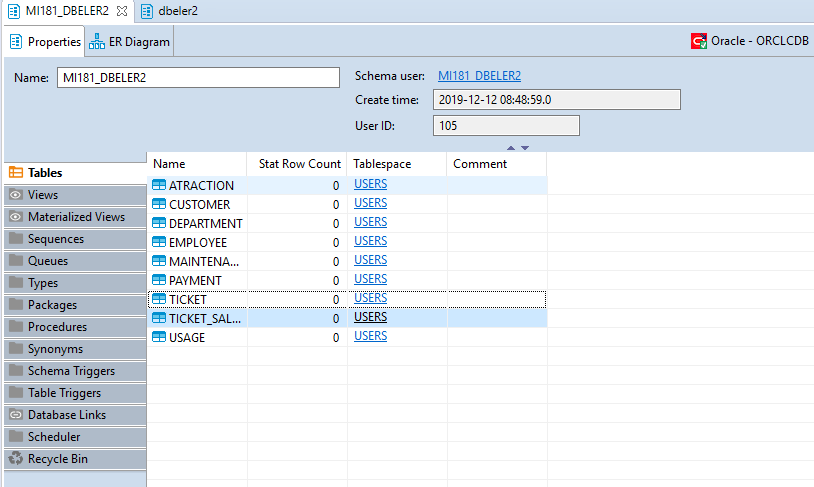 MI181_DBELER2 dbeler2
Properties ER Diagram Oracle - ORCLCDB
Name: MI181_DBELER2 Schema user: MI181_DBELER2
Create time: 2019-12-12 08:48:59.0
User ID: 105
Tables Name Stat Row Count Tablespace Comment
Views ATRACTION 0 USERS
Materialized Views CUSTOMER 0 USERS
Sequences DEPARTMENT 0 USERS
Queues EMPLOYEE 0 USERS
Types MAINTENA... 0 USERS
Packages PAYMENT 0 USERS
Procedures TICKET 0 USERS
Synonyms TICKET_SAL... 0 USERS
Schema Triggers USAGE 0 USERS
Table Triggers
Database Links
Scheduler
Recycle Bin